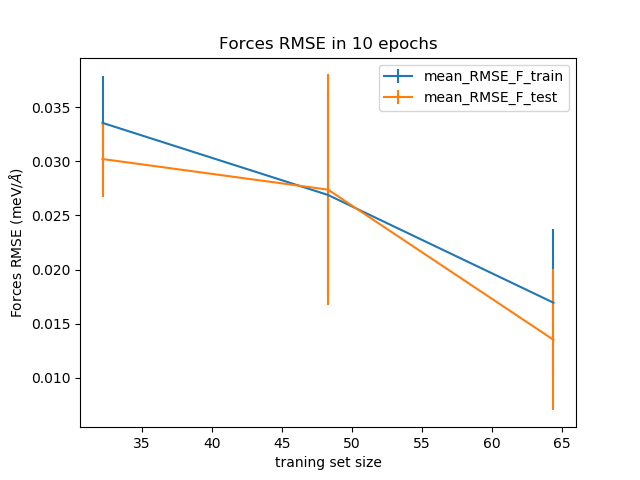 Forces RMSE in 10 epochs
mean_RMSE_F_train
mean_RMSE_F_test
0.035
0.030
0.025
0.020
0.015
0.010
Forces RMSE (meV/Å)
35 40 45 50 55 60 65
traning set size